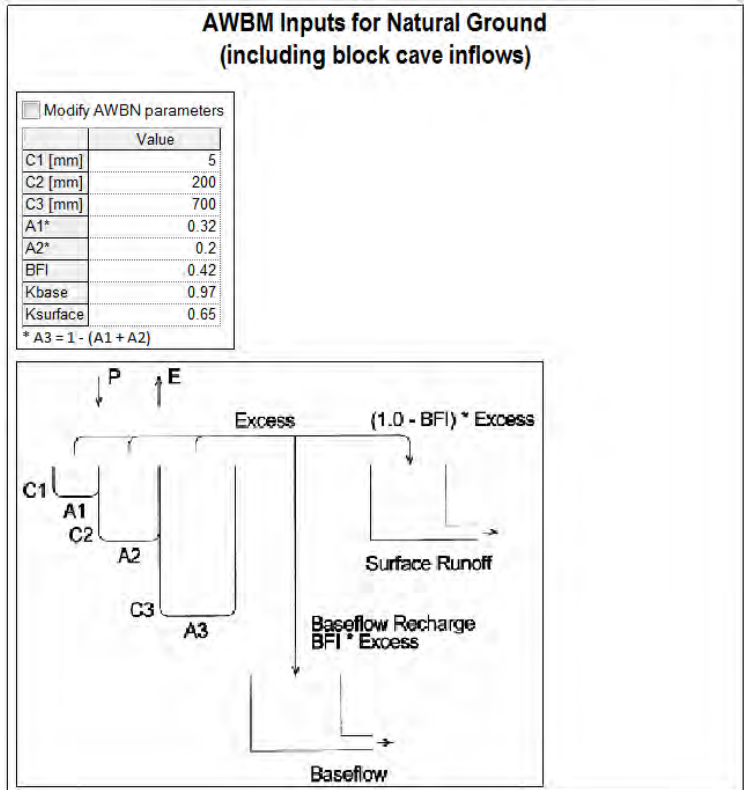 AWBM Inputs for Natural Ground
(including block cave inflows)
Modify AWBN parameters
Value
C1 [mm] 5
C2 [mm] 200
C3 [mm] 700
A1* 0.32
A2* 0.2
BFI 0.42
Kbase 0.97
Ksurface 0.65
* A3 = 1 - (A1 + A2)
P E
Excess (1.0 - BFI) * Excess
C1
A1
C2
A2
Surface Runoff
C3
A3
Baseflow Recharge
BFI * Excess
Baseflow